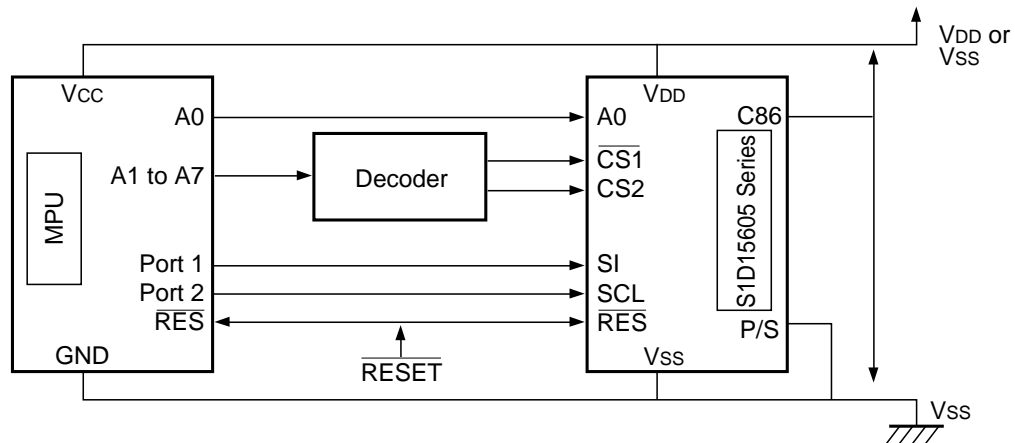 VDD or
VSS
VCC
VDD
A0
A0
C86
A1 to A7
Decoder
CS1
CS2
MPU
S1D15605 Series
Port 1
SI
Port 2
SCL
RES
RES
P/S
GND
RESET
VSS
VSS